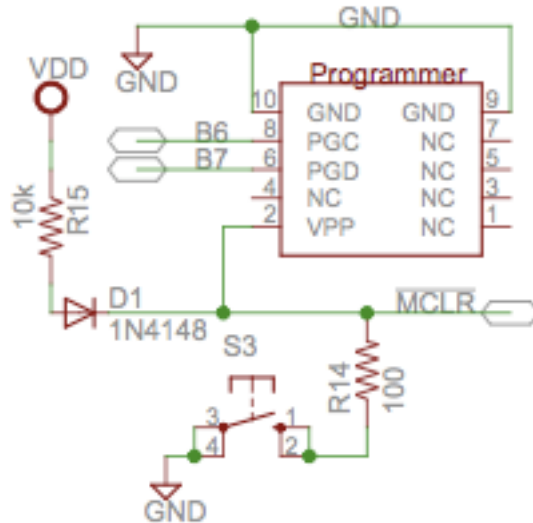 GND
VDD
GND
Programmer
10 GND GND 9
8 PGC NC 7
6 PGD NC 5
4 NC NC 3
2 VPP NC 1
B6
B7
10k
R15
D1
1N4148
MCLR
S3
R14
100
3 1
4 2
GND